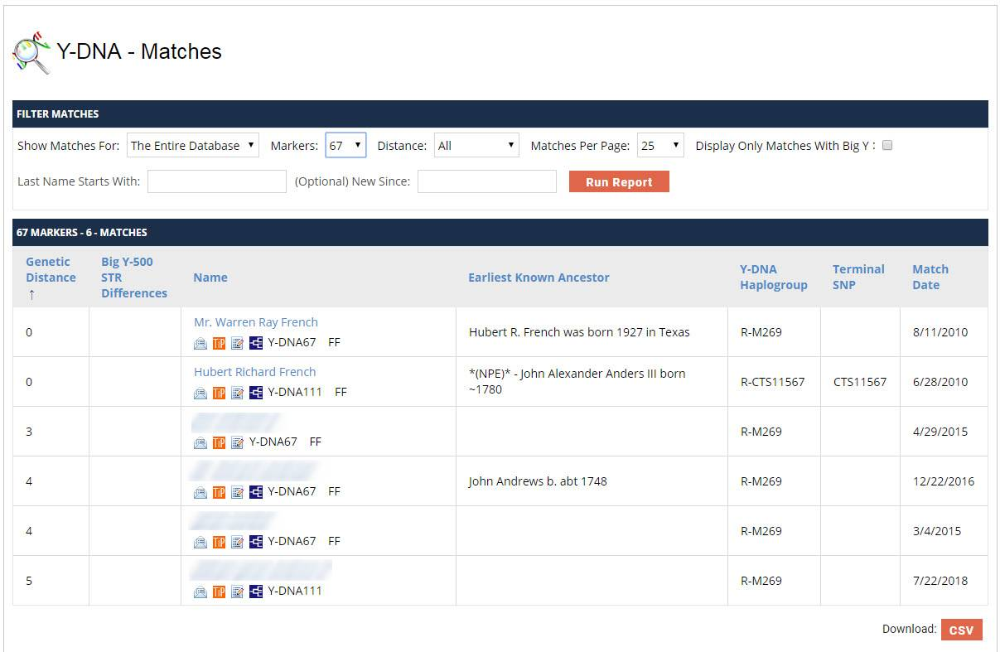 Y-DNA - Matches
FILTER MATCHES
Show Matches For: The Entire Database Markers: 67 Distance: All Matches Per Page: 25 Display Only Matches With Big Y :
Last Name Starts With: (Optional) New Since: Run Report
67 MARKERS - 6 - MATCHES
Genetic Distance ↑ Big Y-500 STR Differences Name Earliest Known Ancestor Y-DNA Haplogroup Terminal SNP Match Date
Mr. Warren Ray French
0 TiP Y-DNA67 FF Hubert R. French was born 1927 in Texas R-M269 8/11/2010
Hubert Richard French
0 TiP Y-DNA111 FF *(NPE)* - John Alexander Anders III born ~1780 R-CTS11567 CTS11567 6/28/2010
3 TiP Y-DNA67 FF R-M269 4/29/2015
4 TiP Y-DNA67 FF John Andrews b. abt 1748 R-M269 12/22/2016
4 TiP Y-DNA67 FF R-M269 3/4/2015
5 TiP Y-DNA111 R-M269 7/22/2018
Download: CSV